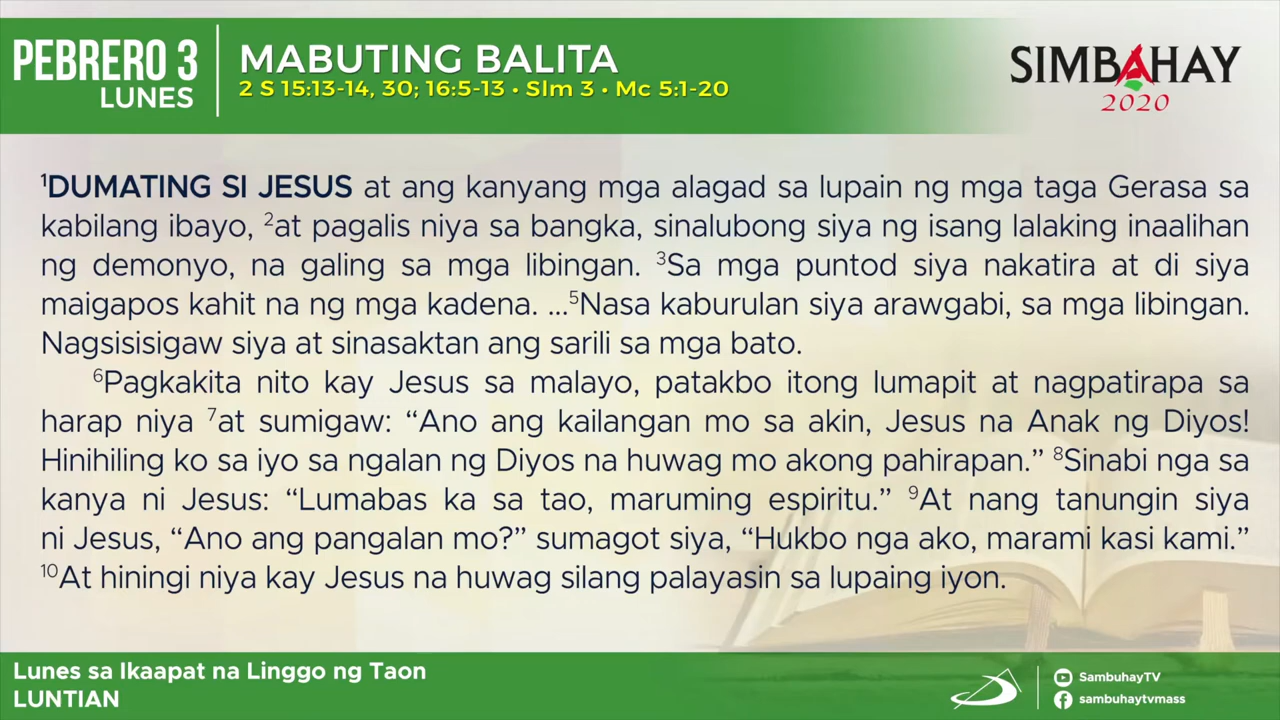 PEBRERO 3
LUNES
MABUTING BALITA
2 S 15:13-14, 30; 16:5-13 • Slm 3 • Mc 5:1-20
SIMBAHAY
2020
¹DUMATING SI JESUS at ang kanyang mga alagad sa lupain ng mga taga Gerasa sa
kabilang ibayo, ²at pagalis niya sa bangka, sinalubong siya ng isang lalaking inaalihan
ng demonyo, na galing sa mga libingan. ³Sa mga puntod siya nakatira at di siya
maigapos kahit na ng mga kadena. ...⁵Nasa kaburulan siya arawgabi, sa mga libingan.
Nagsisisigaw siya at sinasaktan ang sarili sa mga bato.
⁶Pagkakita nito kay Jesus sa malayo, patakbo itong lumapit at nagpatirapa sa
harap niya ⁷at sumigaw: “Ano ang kailangan mo sa akin, Jesus na Anak ng Diyos!
Hinihiling ko sa iyo sa ngalan ng Diyos na huwag mo akong pahirapan.” ⁸Sinabi nga sa
kanya ni Jesus: “Lumabas ka sa tao, maruming espiritu.” ⁹At nang tanungin siya
ni Jesus, “Ano ang pangalan mo?” sumagot siya, “Hukbo nga ako, marami kasi kami.”
¹⁰At hiningi niya kay Jesus na huwag silang palayasin sa lupaing iyon.
Lunes sa Ikaapat na Linggo ng Taon
LUNTIAN
SambuhayTV
sambuhaytvmass